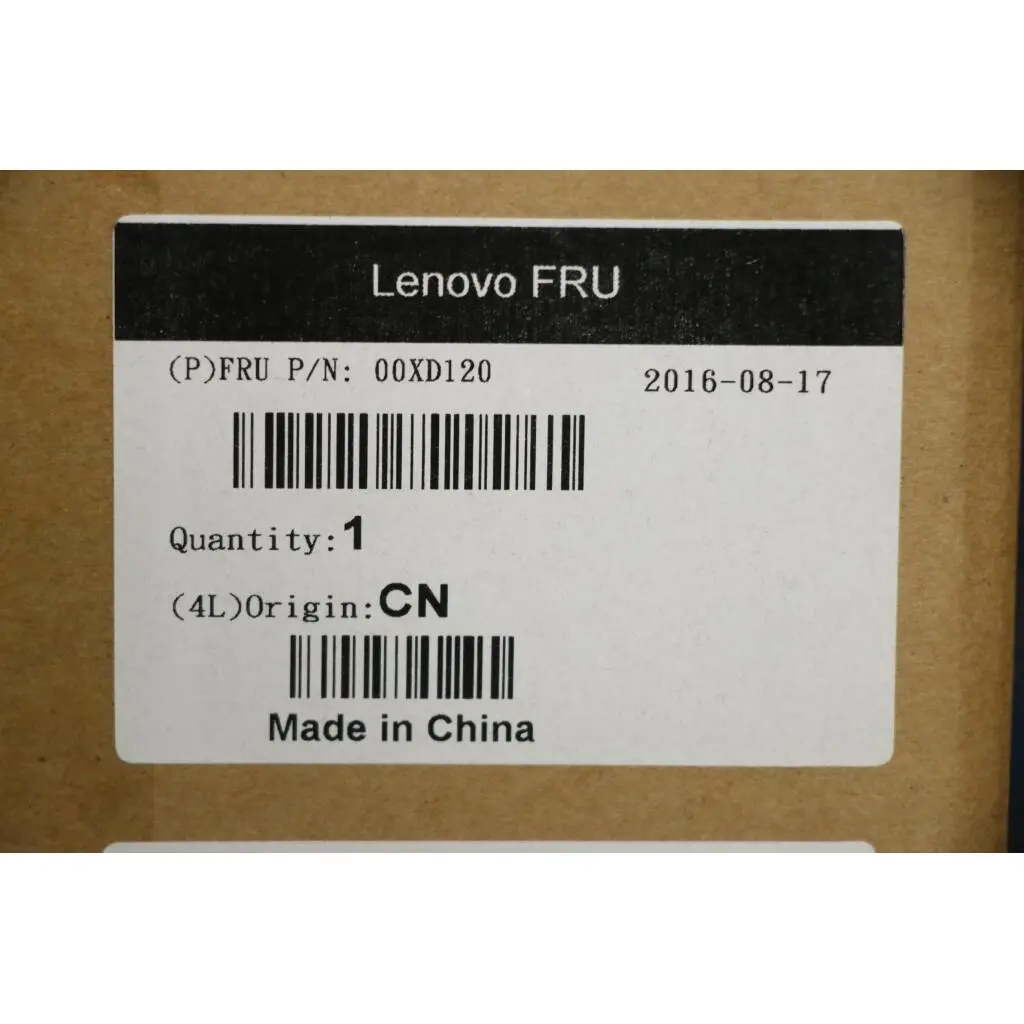 Lenovo FRU
(P)FRU P/N: 00XD120
2016-08-17
Quantity:1
(4L)Origin:CN
Made in China